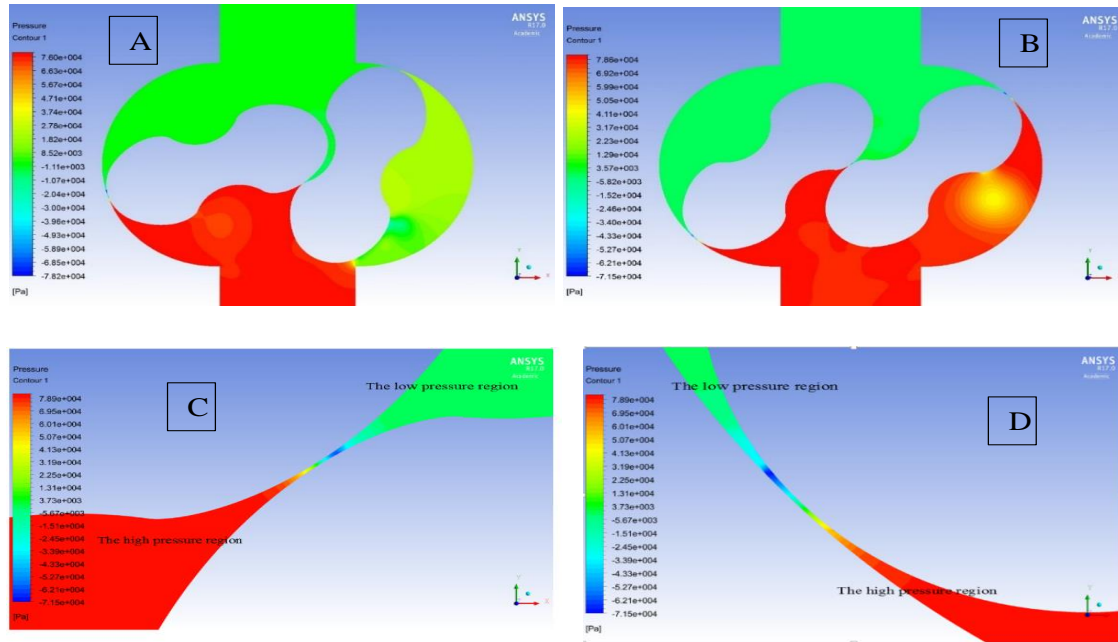 Pressure
Contour 1
7.60e+004
6.63e+004
5.67e+004
4.71e+004
3.74e+004
2.78e+004
1.82e+004
8.52e+003
-1.11e+003
-1.07e+004
-2.04e+004
-3.00e+004
-3.96e+004
-4.93e+004
-5.89e+004
-6.85e+004
-7.82e+004
[Pa]
A
ANSYS
R17.0
Academic
Y
X
Pressure
Contour 1
7.86e+004
6.92e+004
5.99e+004
5.05e+004
4.11e+004
3.17e+004
2.23e+004
1.29e+004
3.57e+003
-5.82e+003
-1.52e+004
-2.46e+004
-3.40e+004
-4.33e+004
-5.27e+004
-6.21e+004
-7.15e+004
[Pa]
B
ANSYS
R17.0
Academic
Pressure
Contour 1
7.89e+004
6.95e+004
6.01e+004
5.07e+004
4.13e+004
3.19e+004
2.25e+004
1.31e+004
3.73e+003
-5.67e+003
-1.51e+004
-2.45e+004
-3.39e+004
-4.33e+004
-5.27e+004
-6.21e+004
-7.15e+004
[Pa]
C
ANSYS
R17.0
Academic
The low pressure region
The high pressure region
Pressure
Contour 1
7.89e+004
6.95e+004
6.01e+004
5.07e+004
4.13e+004
3.19e+004
2.25e+004
1.31e+004
3.73e+003
-5.67e+003
-1.51e+004
-2.45e+004
-3.39e+004
-4.33e+004
-5.27e+004
-6.21e+004
-7.15e+004
[Pa]
D
ANSYS
R17.0
Academic
The low pressure region
The high pressure region